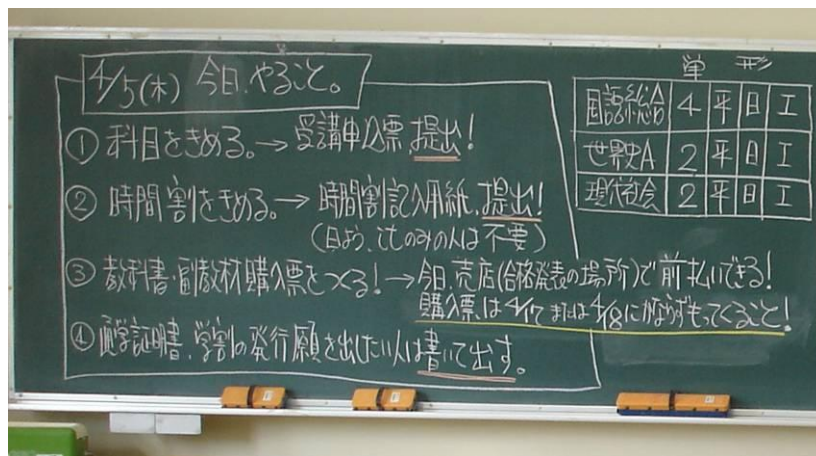 4/5(木) 今日、やること。
① 科目をきめる。→ 受講申込票 提出!
② 時間割をきめる。→ 時間割記入用紙、提出!
(日よう、ITのみの人は不要)
③ 教科書・副教材購入票をつくる!→今日、売店(合格発表の場所)で前払いできる!
購入票は4/17または4/18にかならずもってくること!
④ 通学証明書、学割の発行願を出したい人は書いて出す。
単 形
国語総合 4 平 日 工
世界史A 2 平 日 工
現代社会 2 平 日 工